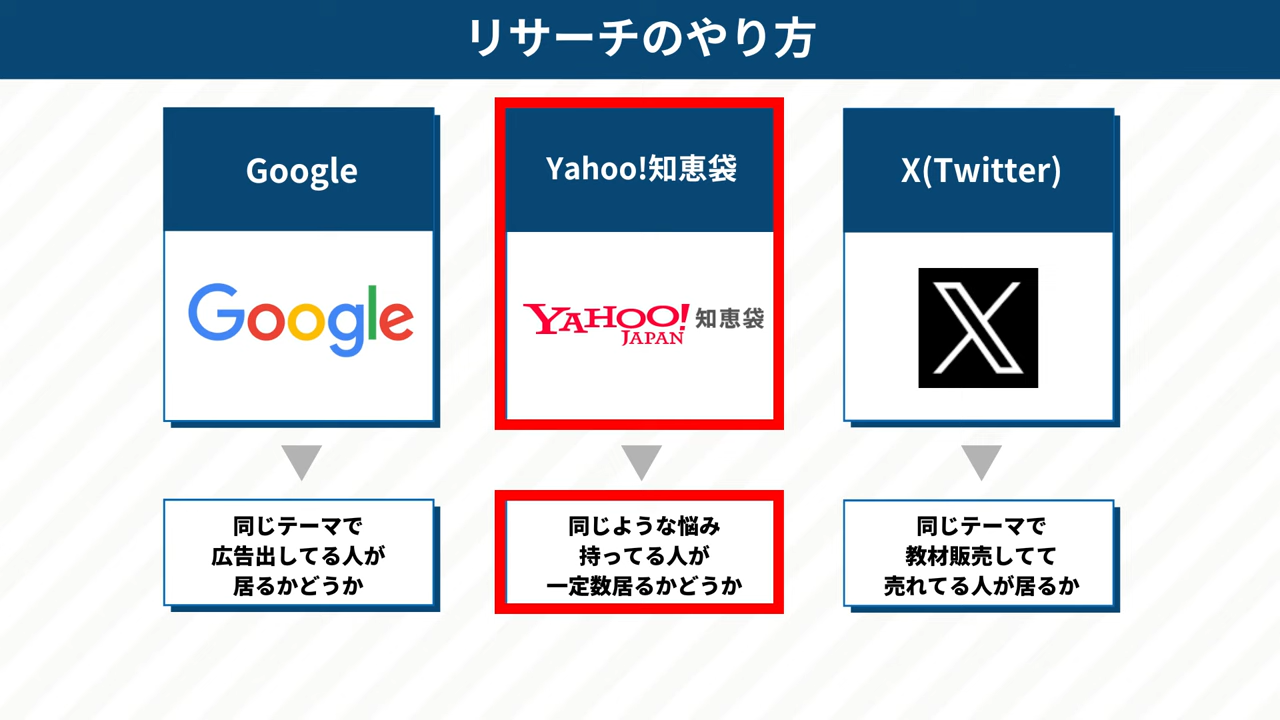 リサーチのやり方
Google
Google
同じテーマで
広告出してる人が
居るかどうか
Yahoo!知恵袋
YAHOO! 知恵袋
JAPAN
同じような悩み
持ってる人が
一定数居るかどうか
X(Twitter)
X
同じテーマで
教材販売してて
売れてる人が居るか